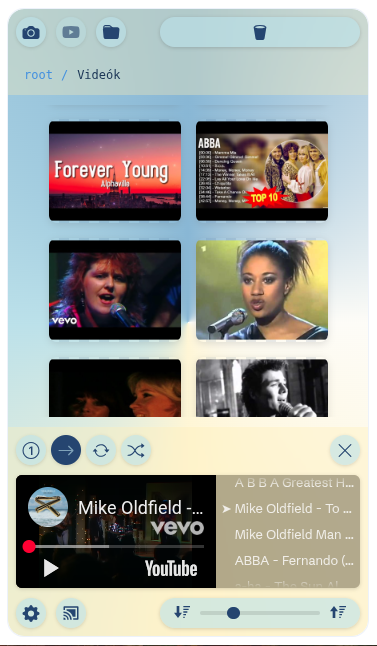 root / Videók
Forever Young
Alphaville
ABBA
TOP 10
vevo
1
Mike Oldfield -...
vevo
YouTube
A B B A Greatest H...
➤ Mike Oldfield - To ...
Mike Oldfield Man ...
ABBA - Fernando (...